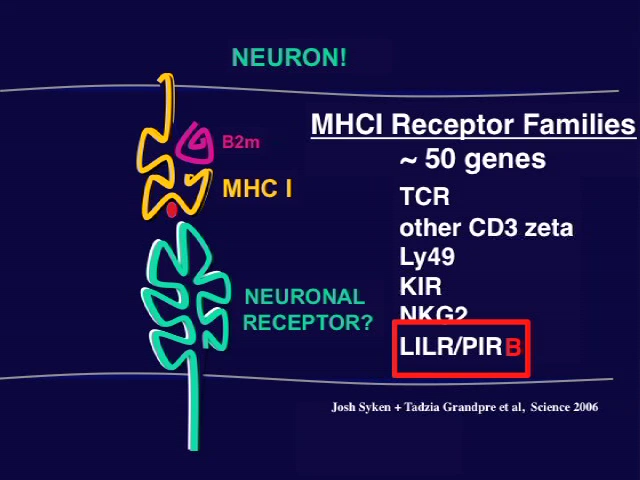 NEURON!
MHCI Receptor Families
~ 50 genes
B2m
MHC I
TCR
other CD3 zeta
Ly49
KIR
NKG2
LILR/PIRB
NEURONAL
RECEPTOR?
Josh Syken + Tadzia Grandpre et al, Science 2006